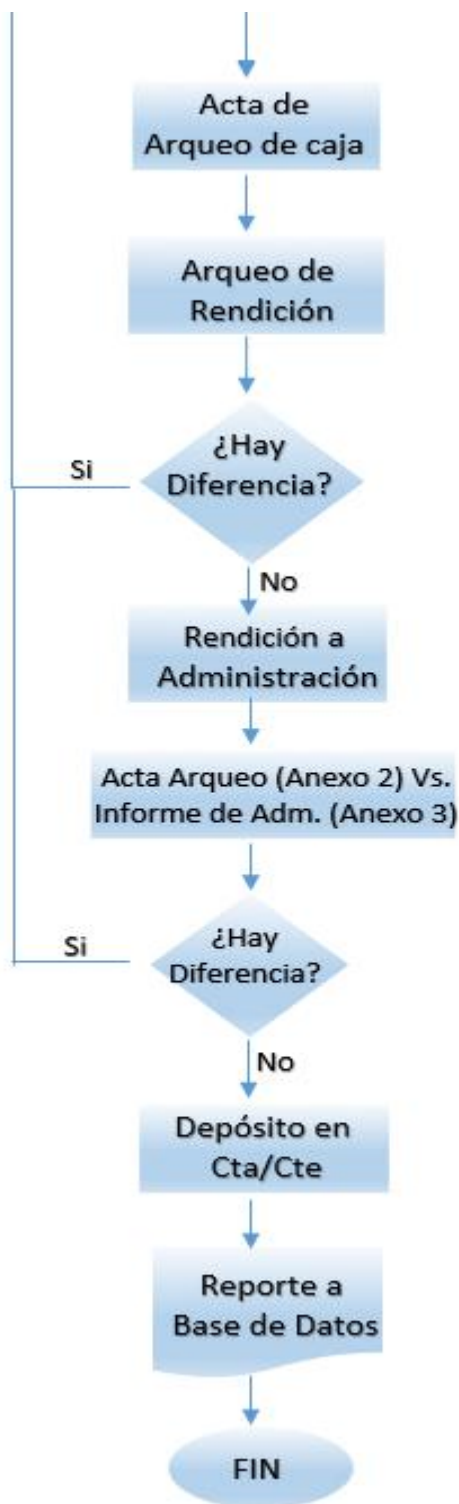 Acta de
Arqueo de caja
Arqueo de
Rendición
¿Hay
Diferencia?
Si
No
Rendición a
Administración
Acta Arqueo (Anexo 2) Vs.
Informe de Adm. (Anexo 3)
¿Hay
Diferencia?
Si
No
Depósito en
Cta/Cte
Reporte a
Base de Datos
FIN